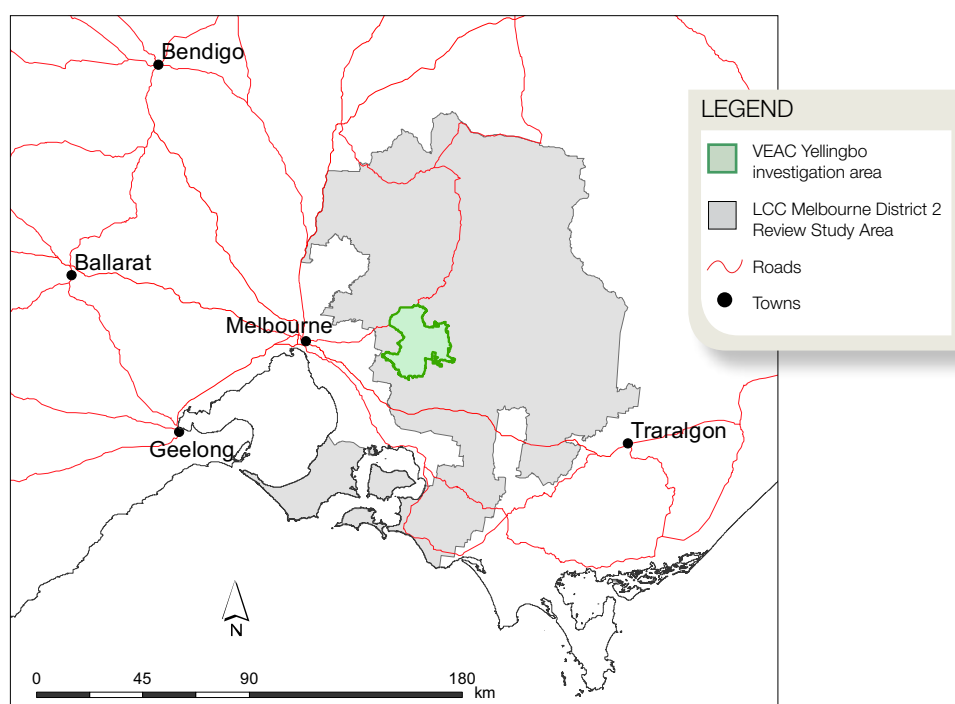 Bendigo
LEGEND
VEAC Yellingbo
investigation area
LCC Melbourne District 2
Review Study Area
Roads
Towns
Ballarat
Melbourne
Geelong
Traralgon
N
0 45 90 180
km